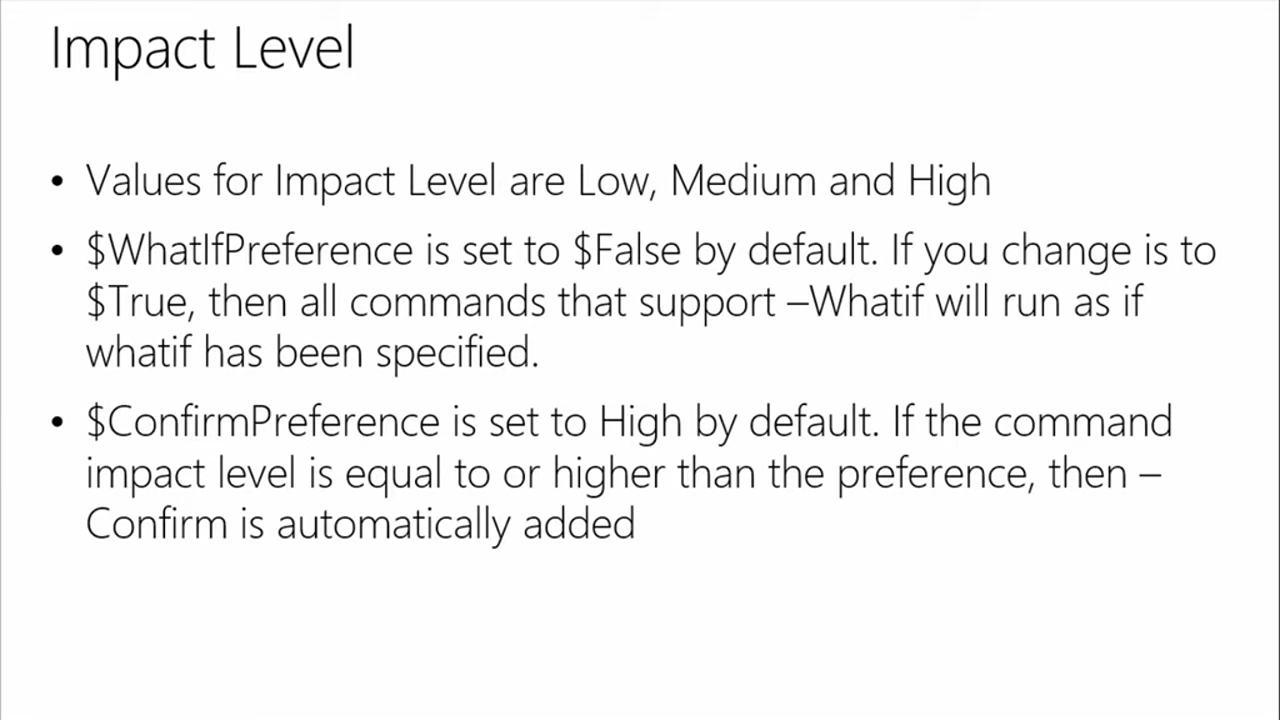 Impact Level
• Values for Impact Level are Low, Medium and High
• $WhatIfPreference is set to $False by default. If you change is to
$True, then all commands that support –Whatif will run as if
whatif has been specified.
• $ConfirmPreference is set to High by default. If the command
impact level is equal to or higher than the preference, then –
Confirm is automatically added